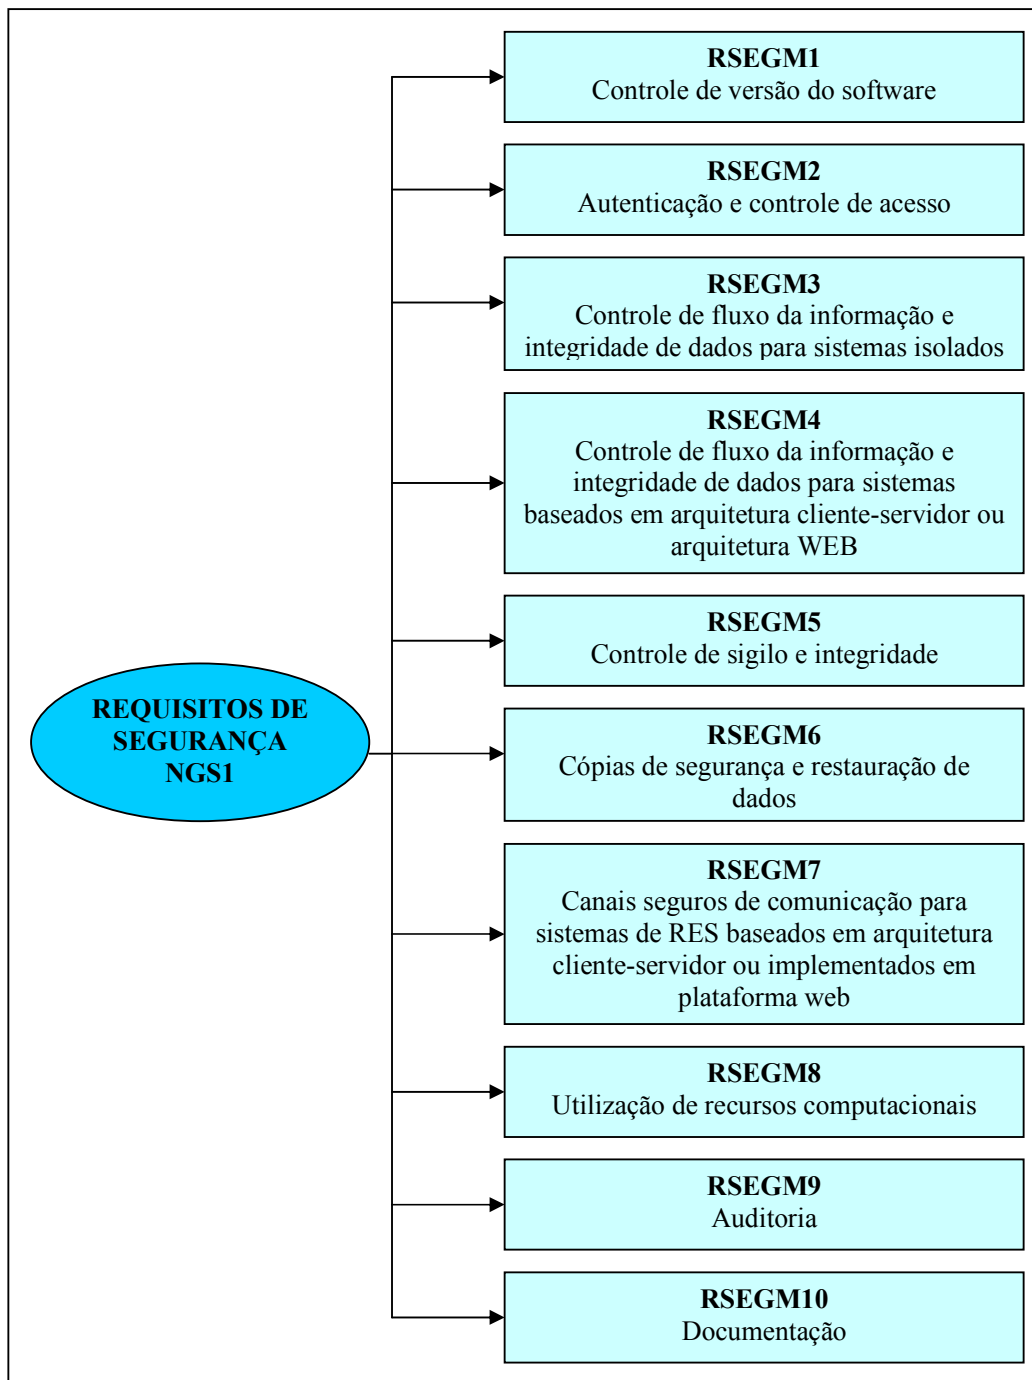 RSEGM1
Controle de versão do software
RSEGM2
Autenticação e controle de acesso
RSEGM3
Controle de fluxo da informação e
integridade de dados para sistemas isolados
RSEGM4
Controle de fluxo da informação e
integridade de dados para sistemas
baseados em arquitetura cliente-servidor ou
arquitetura WEB
RSEGM5
Controle de sigilo e integridade
REQUISITOS DE
SEGURANÇA
NGS1
RSEGM6
Cópias de segurança e restauração de
dados
RSEGM7
Canais seguros de comunicação para
sistemas de RES baseados em arquitetura
cliente-servidor ou implementados em
plataforma web
RSEGM8
Utilização de recursos computacionais
RSEGM9
Auditoria
RSEGM10
Documentação